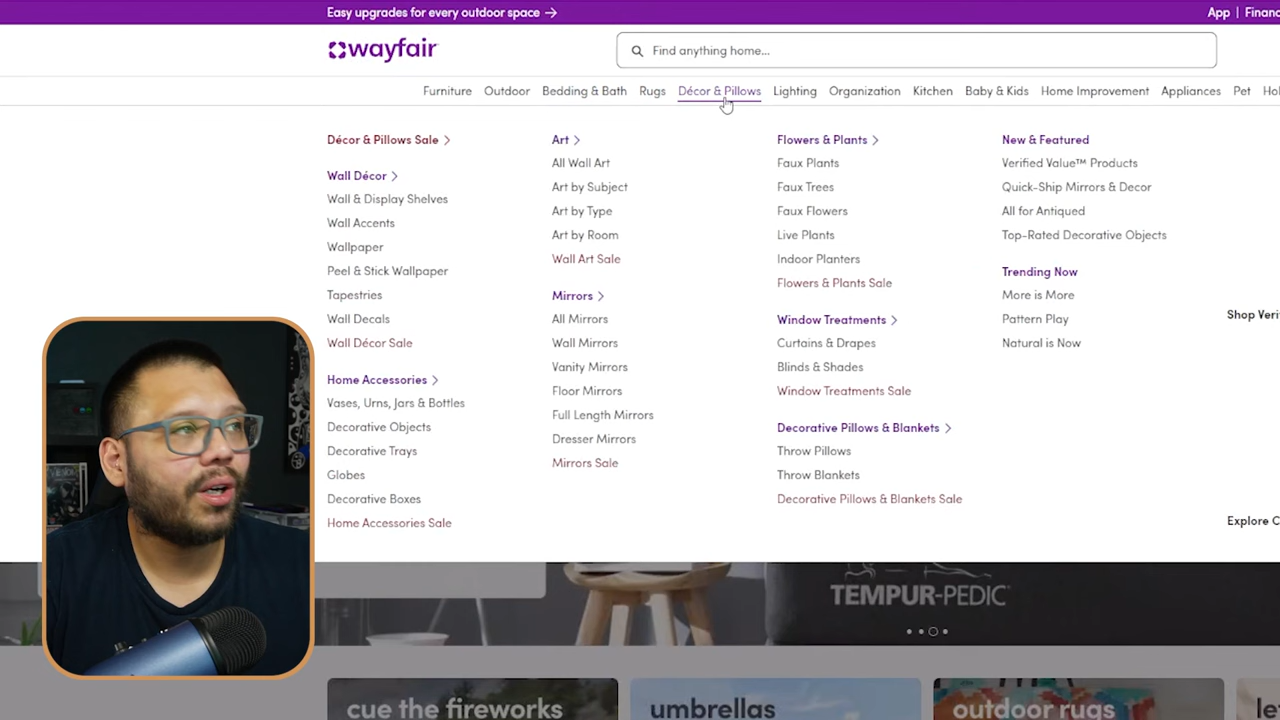 Easy upgrades for every outdoor space →
App | Financ
wayfair
Find anything home...
Furniture Outdoor Bedding & Bath Rugs Décor & Pillows Lighting Organization Kitchen Baby & Kids Home Improvement Appliances Pet Hol
Décor & Pillows Sale >
Wall Décor >
Wall & Display Shelves
Wall Accents
Wallpaper
Peel & Stick Wallpaper
Tapestries
Wall Decals
Wall Décor Sale
Home Accessories >
Vases, Urns, Jars & Bottles
Decorative Objects
Decorative Trays
Globes
Decorative Boxes
Home Accessories Sale
Art >
All Wall Art
Art by Subject
Art by Type
Art by Room
Wall Art Sale
Mirrors >
All Mirrors
Wall Mirrors
Vanity Mirrors
Floor Mirrors
Full Length Mirrors
Dresser Mirrors
Mirrors Sale
Flowers & Plants >
Faux Plants
Faux Trees
Faux Flowers
Live Plants
Indoor Planters
Flowers & Plants Sale
Window Treatments >
Curtains & Drapes
Blinds & Shades
Window Treatments Sale
Decorative Pillows & Blankets >
Throw Pillows
Throw Blankets
Decorative Pillows & Blankets Sale
New & Featured
Verified Value™ Products
Quick-Ship Mirrors & Decor
All for Antiqued
Top-Rated Decorative Objects
Trending Now
More is More
Pattern Play
Natural is Now
Shop Veri
Explore C
TEMPUR-PEDIC®
cue the fireworks
umbrellas
outdoor rugs
le